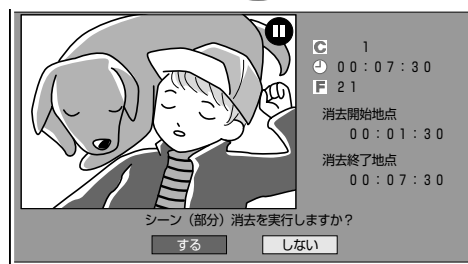 C 1
00:07:30
F 21
消去開始地点
00:01:30
消去終了地点
00:07:30
シーン（部分）消去を実行しますか？
する しない